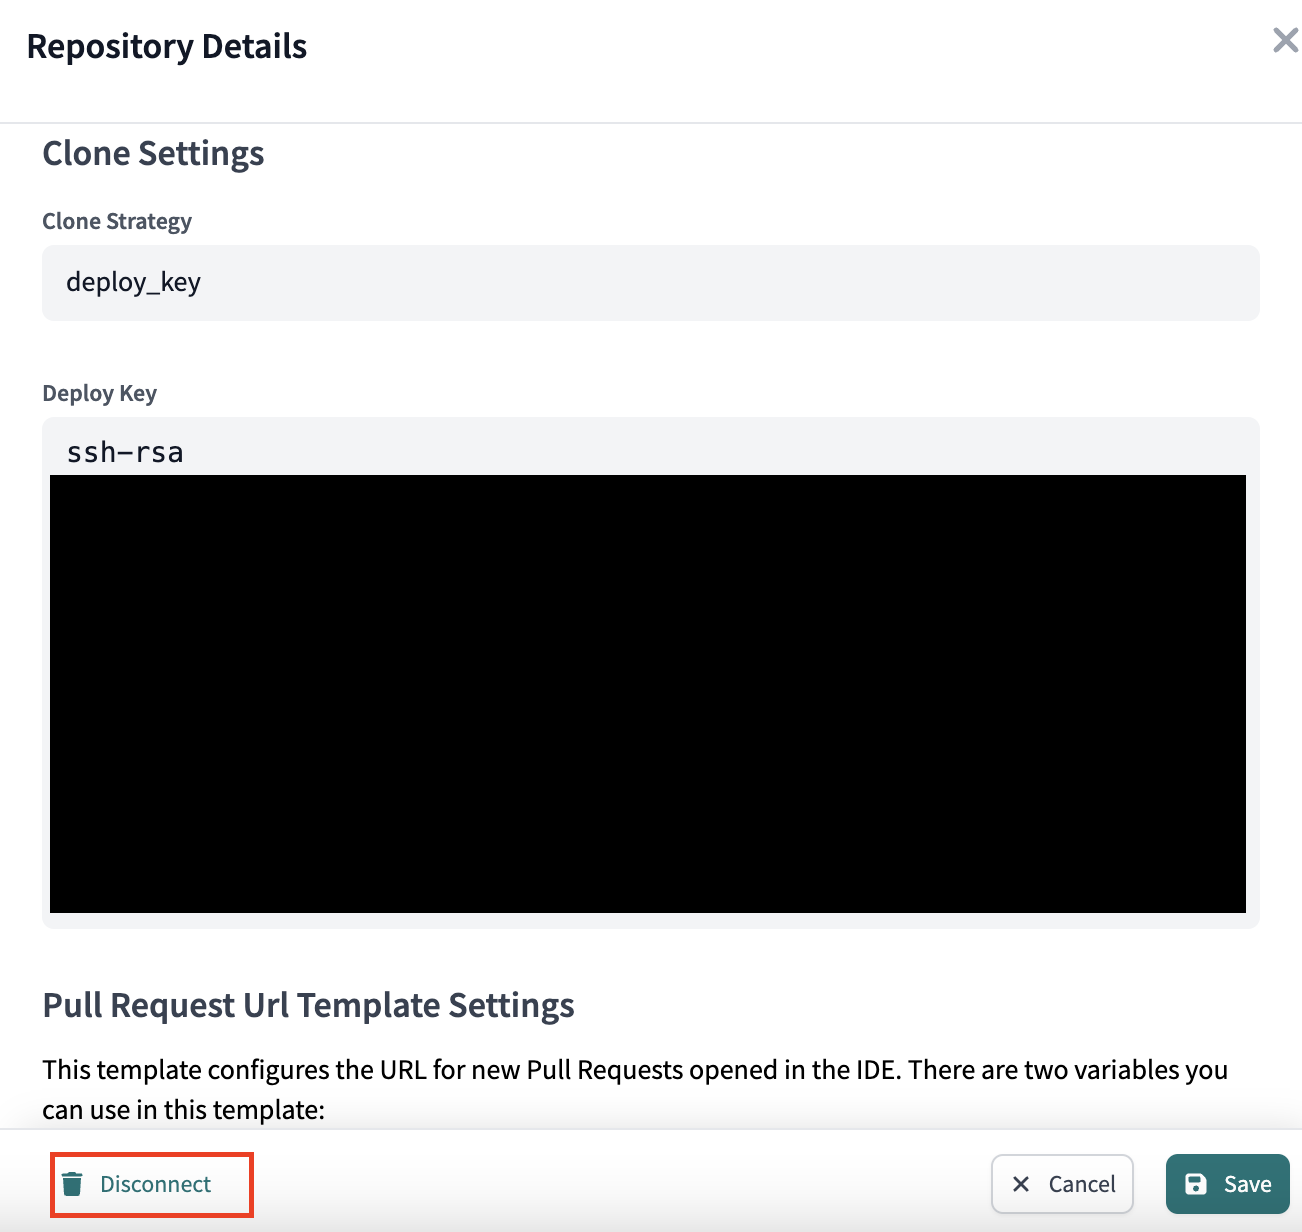 Repository Details
Clone Settings
Clone Strategy
deploy_key
Deploy Key
ssh-rsa
Pull Request Url Template Settings
This template configures the URL for new Pull Requests opened in the IDE. There are two variables you
can use in this template:
Disconnect
Cancel
Save